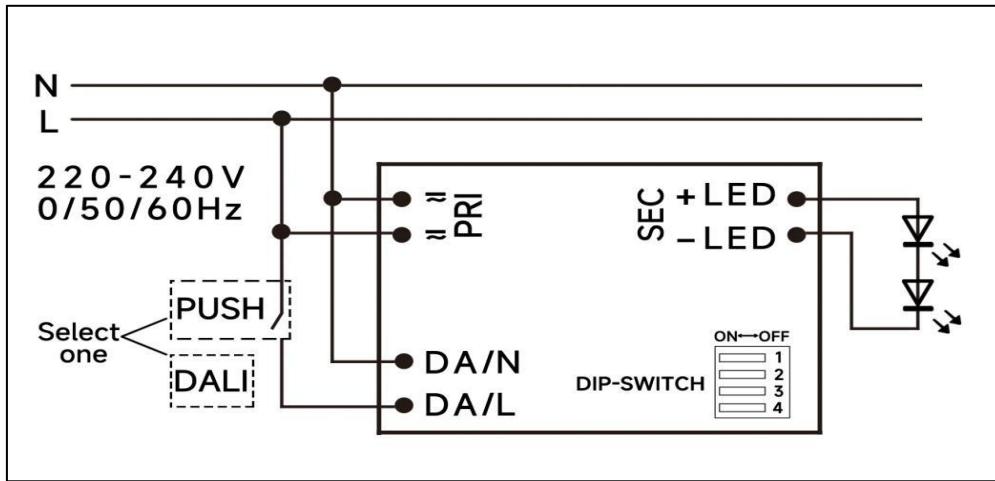 N
L
220-240V
0/50/60Hz
PUSH
Select
one
DALI
≂ PRI
≂
DA/N
DA/L
SEC
+LED
-LED
DIP-SWITCH
ON↔OFF
1
2
3
4